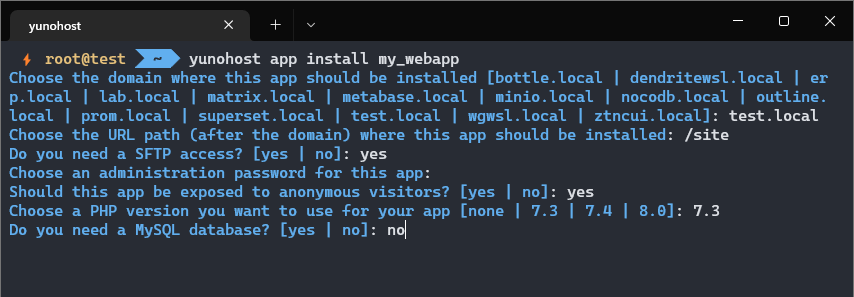 yunohost
root@test ~ yunohost app install my_webapp
Choose the domain where this app should be installed [bottle.local | dendritewsl.local | er
p.local | lab.local | matrix.local | metabase.local | minio.local | nocodb.local | outline.
local | prom.local | superset.local | test.local | wgwsl.local | ztncui.local]: test.local
Choose the URL path (after the domain) where this app should be installed: /site
Do you need a SFTP access? [yes | no]: yes
Choose an administration password for this app:
Should this app be exposed to anonymous visitors? [yes | no]: yes
Choose a PHP version you want to use for your app [none | 7.3 | 7.4 | 8.0]: 7.3
Do you need a MySQL database? [yes | no]: no